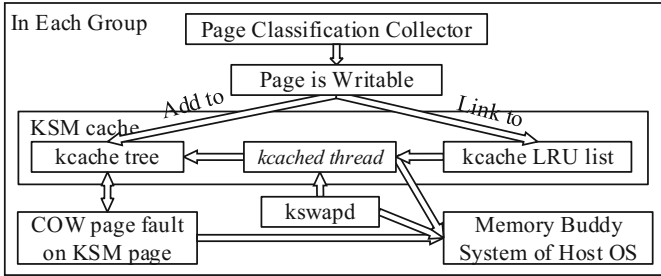 In Each Group
Page Classification Collector
Page is Writable
Add to
Link to
KSM cache
kcache tree
kcached thread
kcache LRU list
kswapd
COW page fault
on KSM page
Memory Buddy
System of Host OS